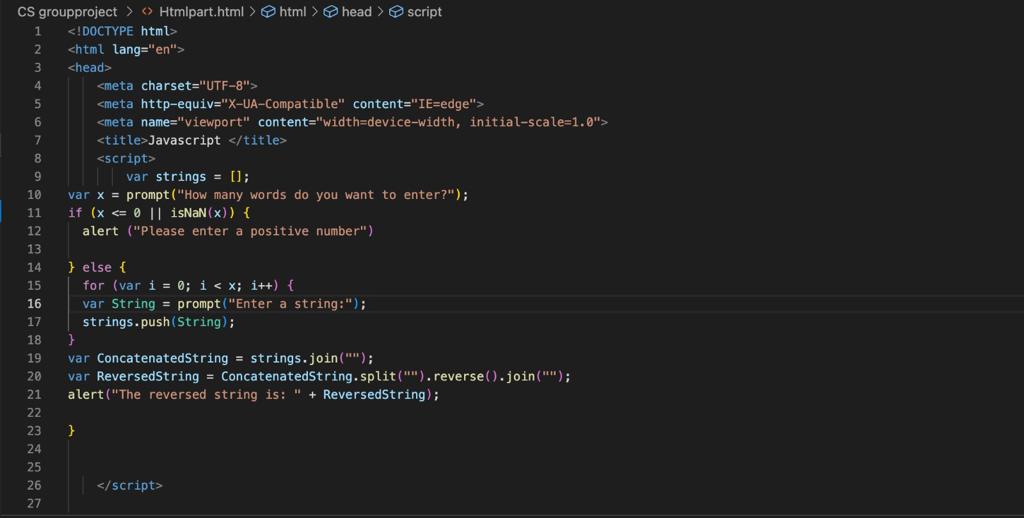 CS groupproject > <> Htmlpart.html > html > head > script
1 <!DOCTYPE html>
2 <html lang="en">
3 <head>
4 <meta charset="UTF-8">
5 <meta http-equiv="X-UA-Compatible" content="IE=edge">
6 <meta name="viewport" content="width=device-width, initial-scale=1.0">
7 <title>Javascript </title>
8 <script>
9 var strings = [];
10 var x = prompt("How many words do you want to enter?");
11 if (x <= 0 || isNaN(x)) {
12 alert ("Please enter a positive number")
13
14 } else {
15 for (var i = 0; i < x; i++) {
16 var String = prompt("Enter a string:");
17 strings.push(String);
18 }
19 var ConcatenatedString = strings.join("");
20 var ReversedString = ConcatenatedString.split("").reverse().join("");
21 alert("The reversed string is: " + ReversedString);
22
23 }
24
25
26 </script>
27